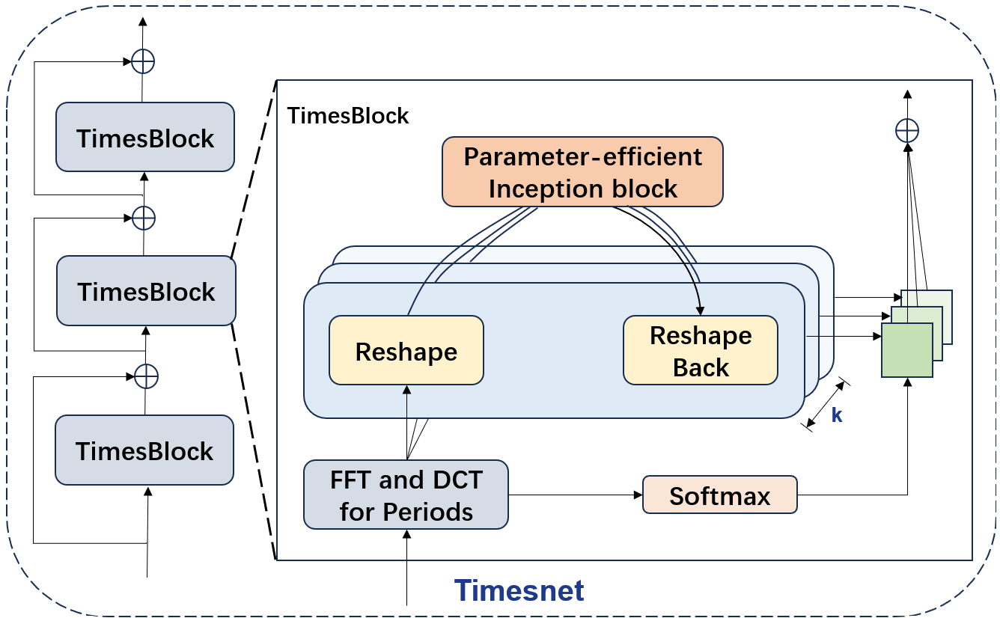 TimesBlock
TimesBlock
TimesBlock
TimesBlock
Parameter-efficient
Inception block
Reshape
Reshape
Back
k
FFT and DCT
for Periods
Softmax
Timesnet